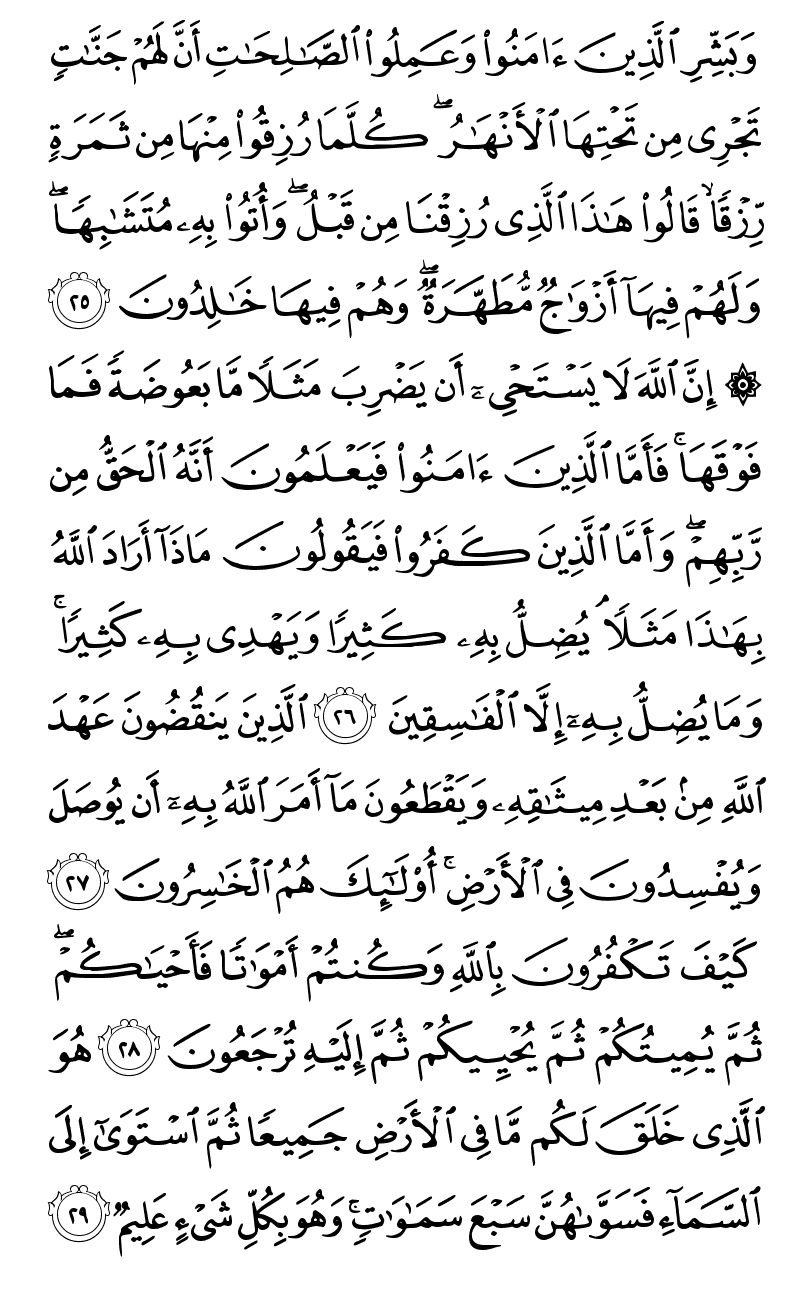 وَبَشِّرِ ٱلَّذِينَ ءَامَنُوا۟ وَعَمِلُوا۟ ٱلصَّـٰلِحَـٰتِ أَنَّ لَهُمْ جَنَّـٰتٍ
تَجْرِى مِن تَحْتِهَا ٱلْأَنْهَـٰرُ ۖ كُلَّمَا رُزِقُوا۟ مِنْهَا مِن ثَمَرَةٍ
رِّزْقًا ۙ قَالُوا۟ هَـٰذَا ٱلَّذِى رُزِقْنَا مِن قَبْلُ ۖ وَأُتُوا۟ بِهِۦ مُتَشَـٰبِهًا ۖ
وَلَهُمْ فِيهَآ أَزْوَٰجٌ مُّطَهَّرَةٌ ۖ وَهُمْ فِيهَا خَـٰلِدُونَ ٢٥
۞ إِنَّ ٱللَّهَ لَا يَسْتَحْىِۦٓ أَن يَضْرِبَ مَثَلًا مَّا بَعُوضَةً فَمَا
فَوْقَهَا ۚ فَأَمَّا ٱلَّذِينَ ءَامَنُوا۟ فَيَعْلَمُونَ أَنَّهُ ٱلْحَقُّ مِن
رَّبِّهِمْ ۖ وَأَمَّا ٱلَّذِينَ كَفَرُوا۟ فَيَقُولُونَ مَاذَآ أَرَادَ ٱللَّهُ
بِهَـٰذَا مَثَلًا ۘ يُضِلُّ بِهِۦ كَثِيرًا وَيَهْدِى بِهِۦ كَثِيرًا ۚ
وَمَا يُضِلُّ بِهِۦٓ إِلَّا ٱلْفَـٰسِقِينَ ٢٦ ٱلَّذِينَ يَنقُضُونَ عَهْدَ
ٱللَّهِ مِنۢ بَعْدِ مِيثَـٰقِهِۦ وَيَقْطَعُونَ مَآ أَمَرَ ٱللَّهُ بِهِۦٓ أَن يُوصَلَ
وَيُفْسِدُونَ فِى ٱلْأَرْضِ ۚ أُو۟لَـٰٓئِكَ هُمُ ٱلْخَـٰسِرُونَ ٢٧
كَيْفَ تَكْفُرُونَ بِٱللَّهِ وَكُنتُمْ أَمْوَٰتًا فَأَحْيَـٰكُمْ ۖ
ثُمَّ يُمِيتُكُمْ ثُمَّ يُحْيِيكُمْ ثُمَّ إِلَيْهِ تُرْجَعُونَ ٢٨ هُوَ
ٱلَّذِى خَلَقَ لَكُم مَّا فِى ٱلْأَرْضِ جَمِيعًا ثُمَّ ٱسْتَوَىٰٓ إِلَى
ٱلسَّمَآءِ فَسَوَّىٰهُنَّ سَبْعَ سَمَـٰوَٰتٍ ۚ وَهُوَ بِكُلِّ شَىْءٍ عَلِيمٌ ٢٩